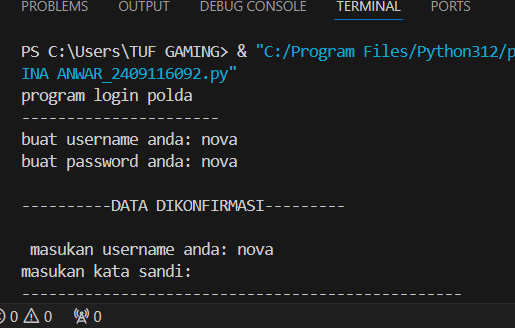 PROBLEMS OUTPUT DEBUG CONSOLE TERMINAL PORTS
PS C:\Users\TUF GAMING> & "C:/Program Files/Python312/p
INA ANWAR_2409116092.py"
program login polda
----------------------
buat username anda: nova
buat password anda: nova
----------DATA DIKONFIRMASI---------
masukan username anda: nova
masukan kata sandi:
-------------------------------------------------
0 0 0